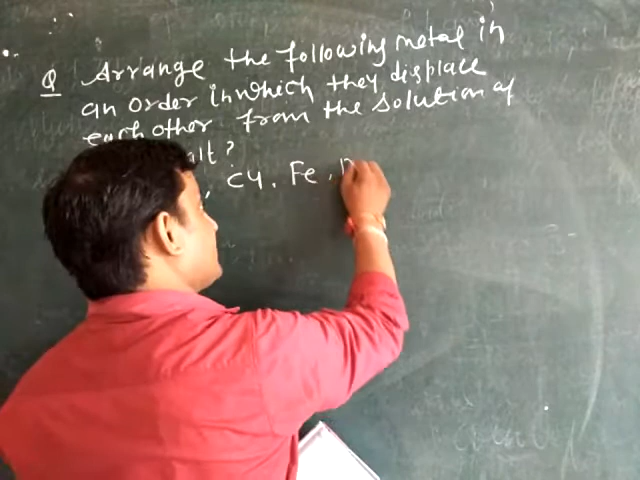 Q Arrange the following metal in
an order in which they displace
each other from the solution of
alt?
, Cu, Fe,